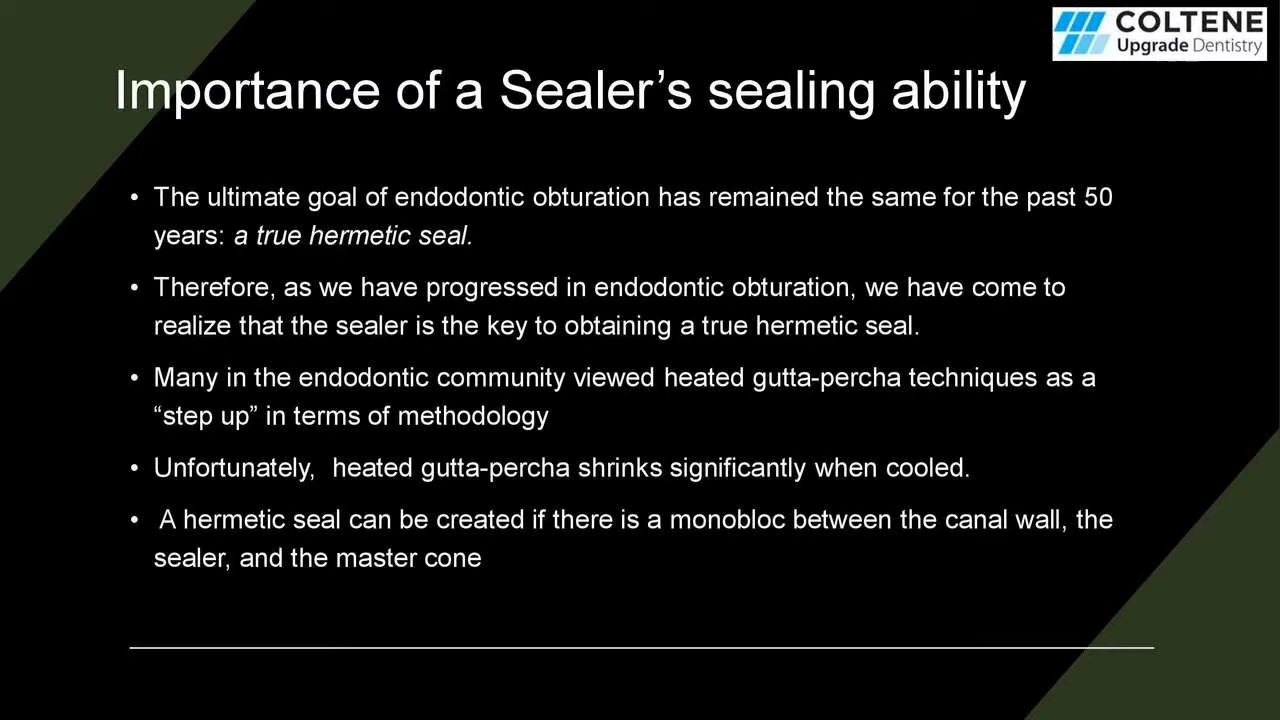 COLTENE
Upgrade Dentistry
Importance of a Sealer’s sealing ability
• The ultimate goal of endodontic obturation has remained the same for the past 50
years: a true hermetic seal.
• Therefore, as we have progressed in endodontic obturation, we have come to
realize that the sealer is the key to obtaining a true hermetic seal.
• Many in the endodontic community viewed heated gutta-percha techniques as a
“step up” in terms of methodology
• Unfortunately,  heated gutta-percha shrinks significantly when cooled.
• A hermetic seal can be created if there is a monobloc between the canal wall, the
sealer, and the master cone